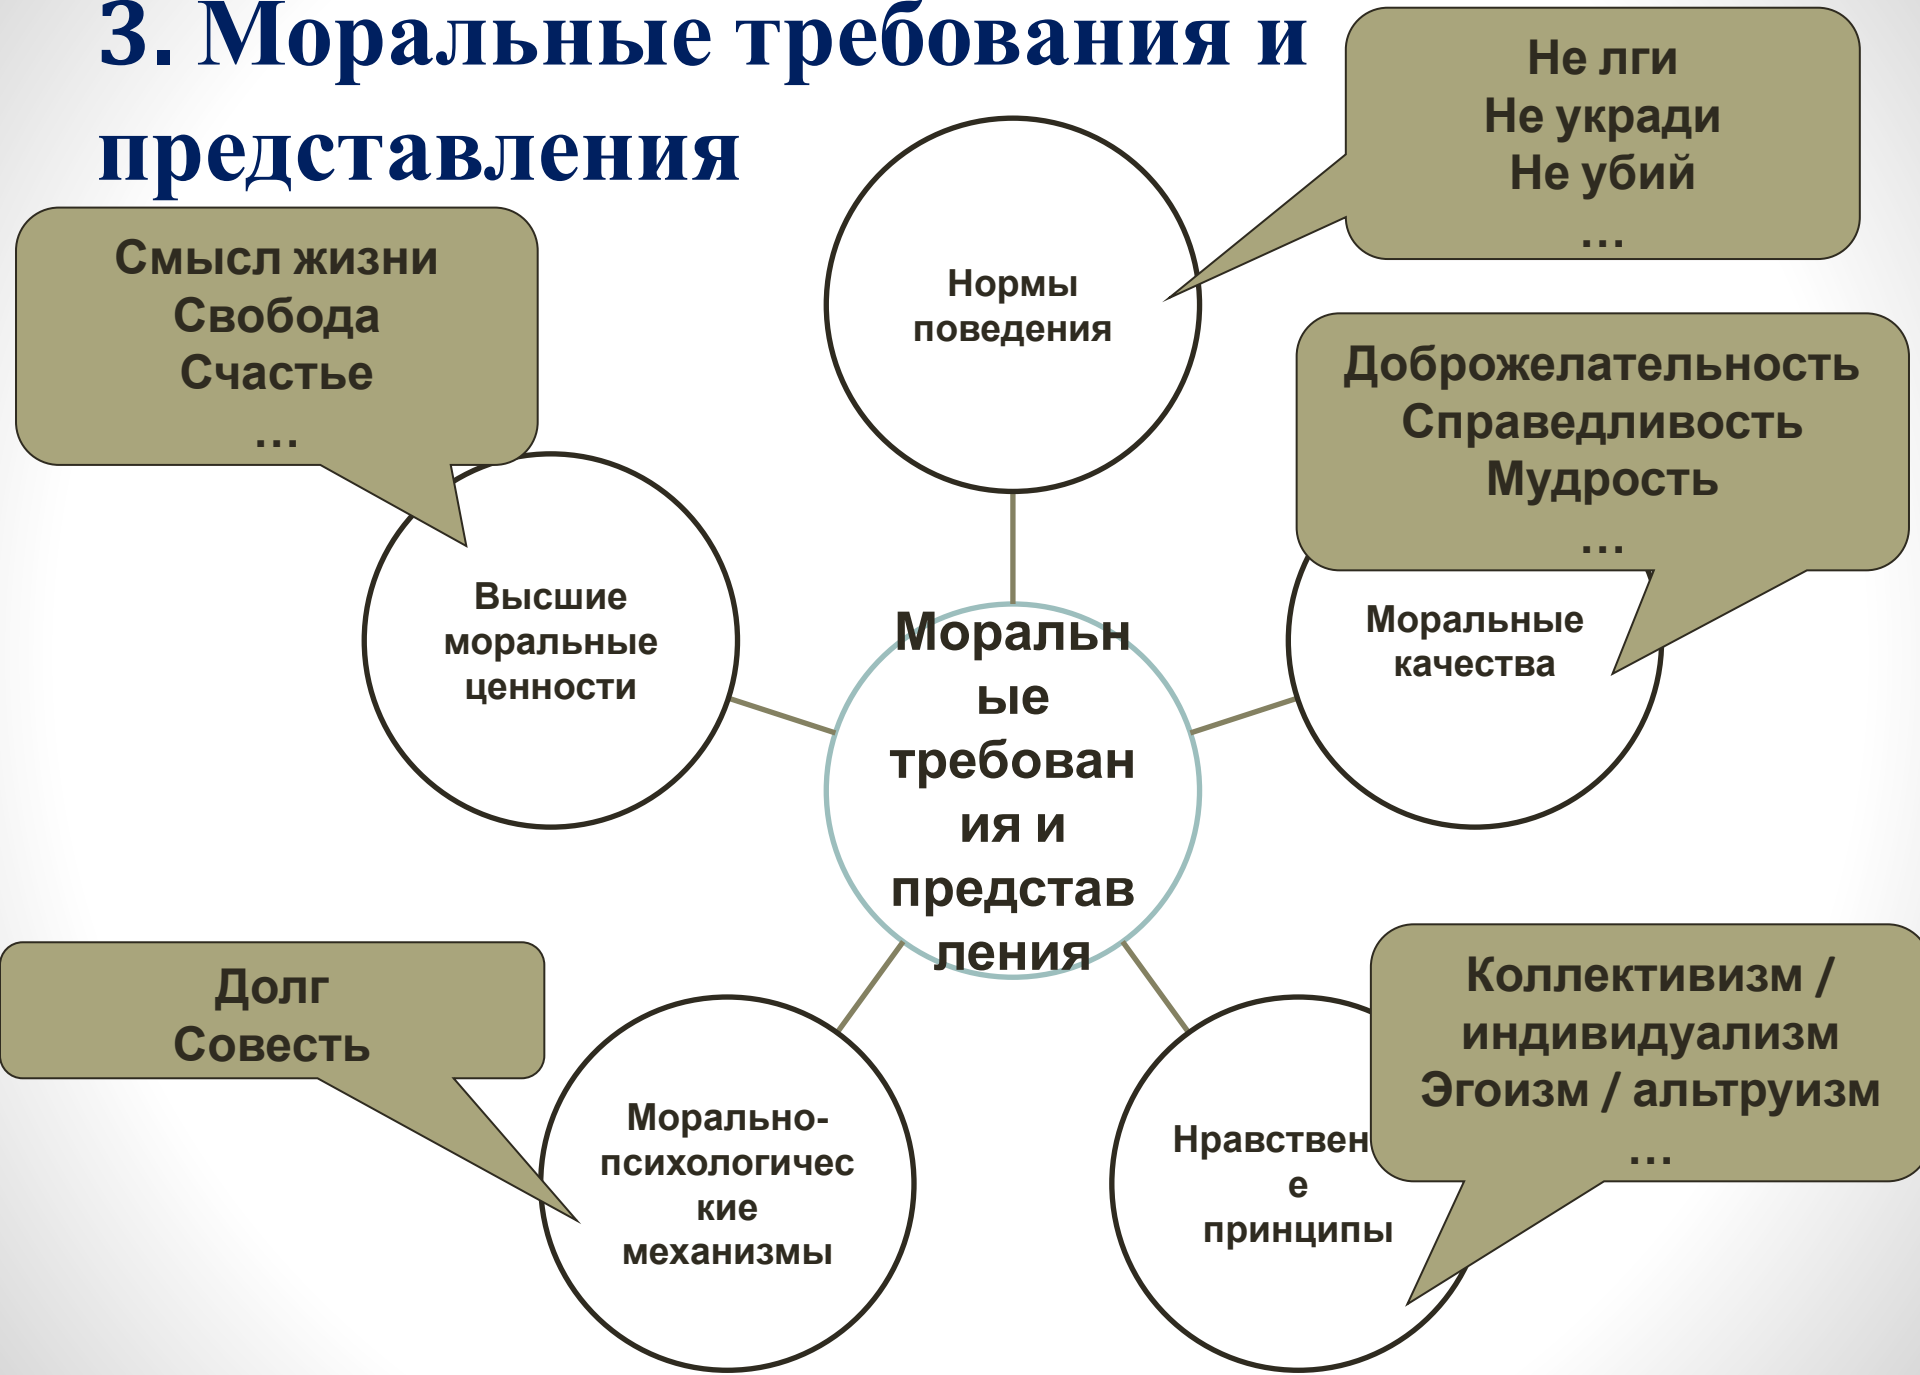 3. Моральные требования и
представления
Не лги
Не укради
Не убий
...
Смысл жизни
Свобода
Счастье
...
Нормы
поведения
Доброжелательность
Справедливость
Мудрость
...
Высшие
моральные
ценности
Моральные
качества
Моральн
ые
требован
ия и
представ
ления
Долг
Совесть
Коллективизм /
индивидуализм
Эгоизм / альтруизм
...
Морально-
психологичес
кие
механизмы
Нравствен
е
принципы